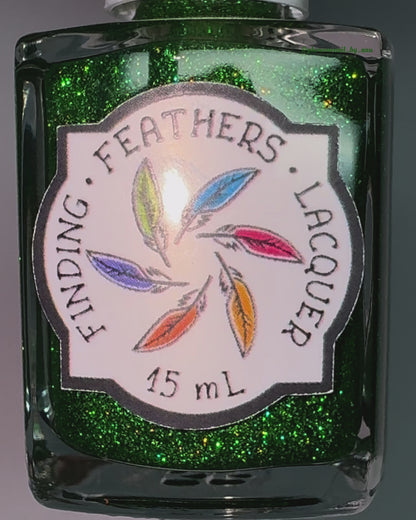 FINDING • FEATHERS • LACQUER
15 mL